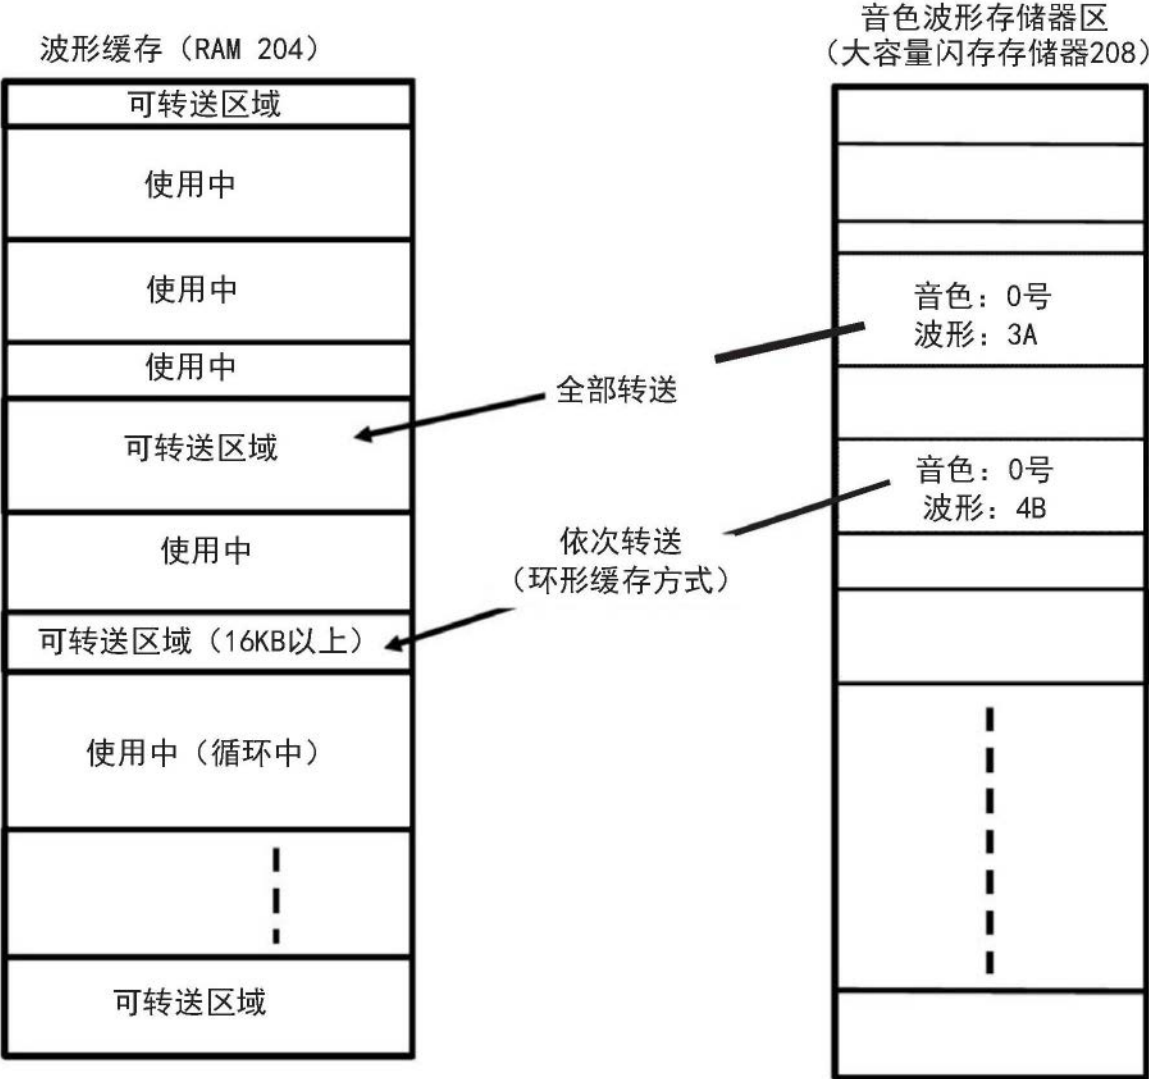 波形缓存（RAM 204）
可转送区域
使用中
使用中
使用中
可转送区域
使用中
可转送区域（16KB以上）
使用中（循环中）
可转送区域
全部转送
依次转送
（环形缓存方式）
音色波形存储器区
（大容量闪存存储器208）
音色：0号
波形：3A
音色：0号
波形：4B